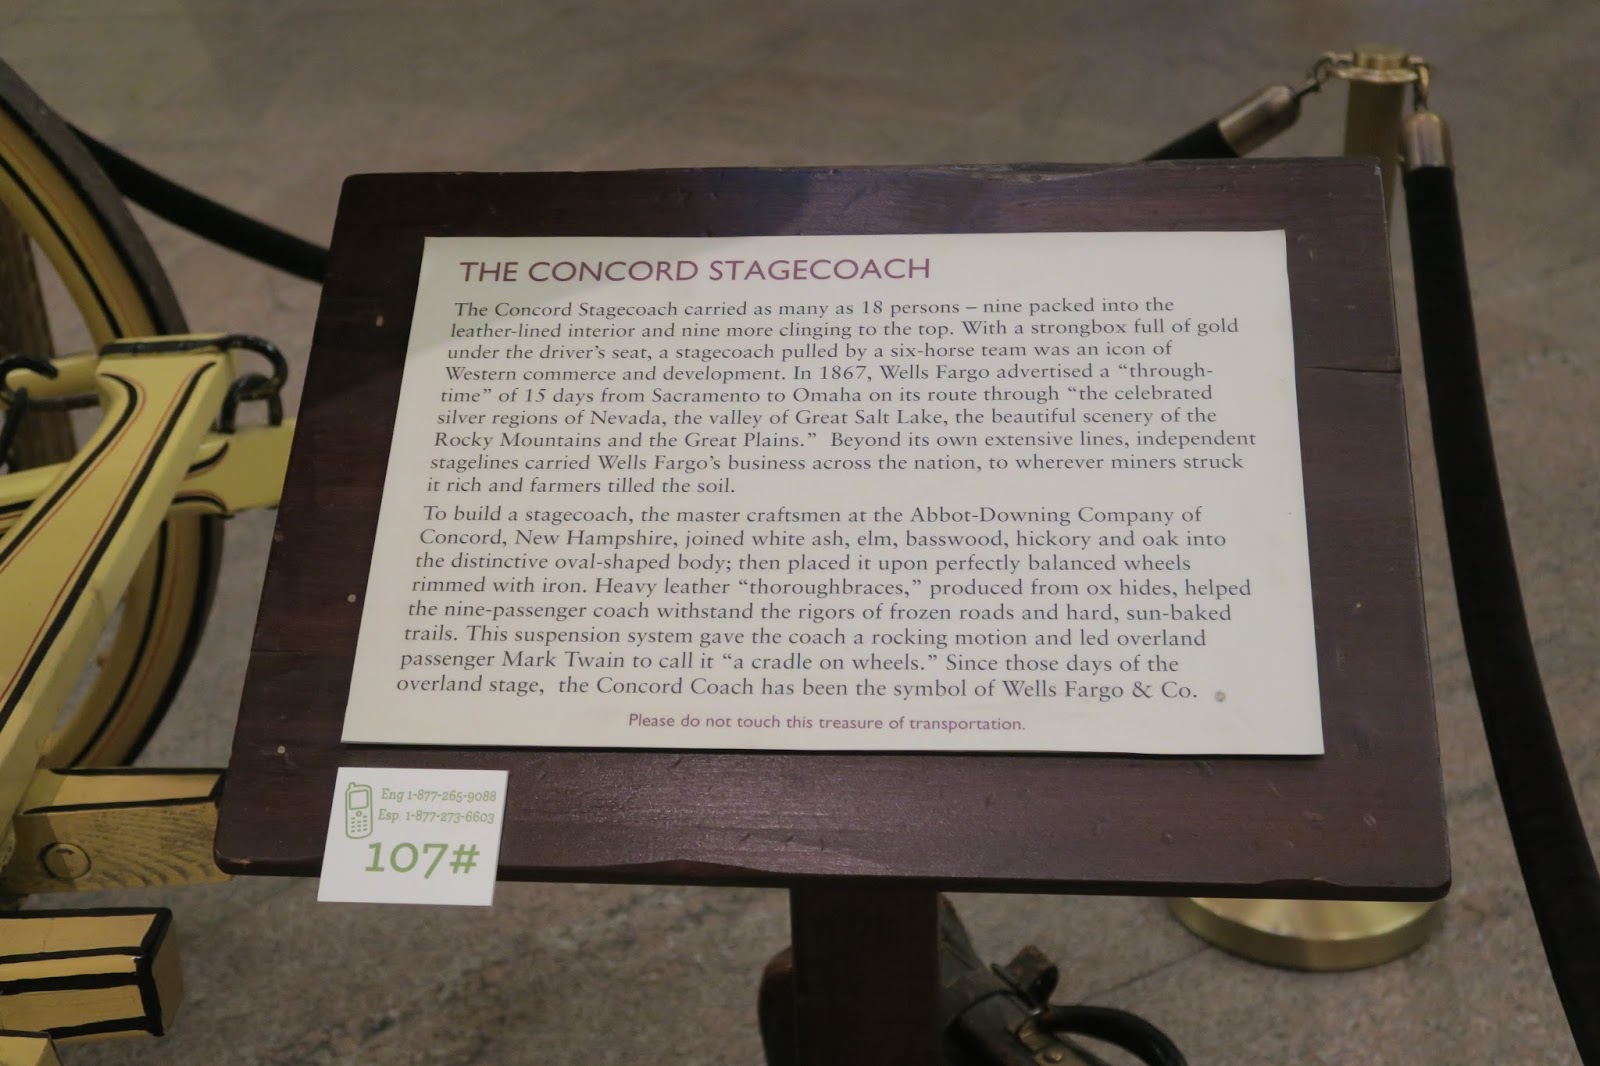 THE CONCORD STAGECOACH
The Concord Stagecoach carried as many as 18 persons – nine packed into the
leather-lined interior and nine more clinging to the top. With a strongbox full of gold
under the driver's seat, a stagecoach pulled by a six-horse team was an icon of
Western commerce and development. In 1867, Wells Fargo advertised a “through-
time” of 15 days from Sacramento to Omaha on its route through “the celebrated
silver regions of Nevada, the valley of Great Salt Lake, the beautiful scenery of the
Rocky Mountains and the Great Plains.” Beyond its own extensive lines, independent
stagelines carried Wells Fargo's business across the nation, to wherever miners struck
it rich and farmers tilled the soil.
To build a stagecoach, the master craftsmen at the Abbot-Downing Company of
Concord, New Hampshire, joined white ash, elm, basswood, hickory and oak into
the distinctive oval-shaped body; then placed it upon perfectly balanced wheels
rimmed with iron. Heavy leather “thoroughbraces,” produced from ox hides, helped
the nine-passenger coach withstand the rigors of frozen roads and hard, sun-baked
trails. This suspension system gave the coach a rocking motion and led overland
passenger Mark Twain to call it “a cradle on wheels.” Since those days of the
overland stage, the Concord Coach has been the symbol of Wells Fargo & Co.
Please do not touch this treasure of transportation.
Eng 1-877-265-9088
Esp 1-877-273-6603
107#